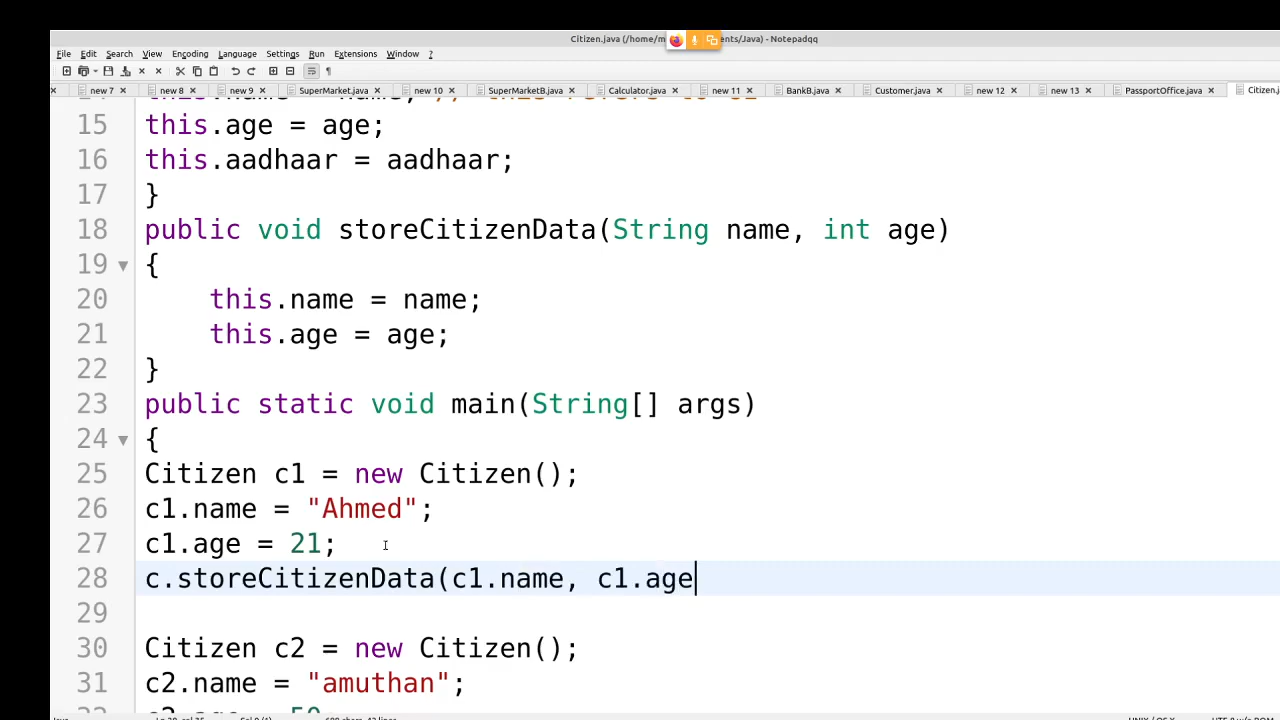 Citizen.java (/home/m ents/Java) - Notepadqq
File Edit Search View Encoding Language Settings Run Extensions Window ?
new 7 new 8 new 9 SuperMarket.java new 10 SuperMarketB.java Calculator.java new 11 BankB.java Customer.java new 12 new 13 PassportOffice.java Citizen.j
15 this.age = age;
16 this.aadhaar = aadhaar;
17 }
18 public void storeCitizenData(String name, int age)
19 {
20 this.name = name;
21 this.age = age;
22 }
23 public static void main(String[] args)
24 {
25 Citizen c1 = new Citizen();
26 c1.name = "Ahmed";
27 c1.age = 21;
28 c.storeCitizenData(c1.name, c1.age
29
30 Citizen c2 = new Citizen();
31 c2.name = "amuthan";